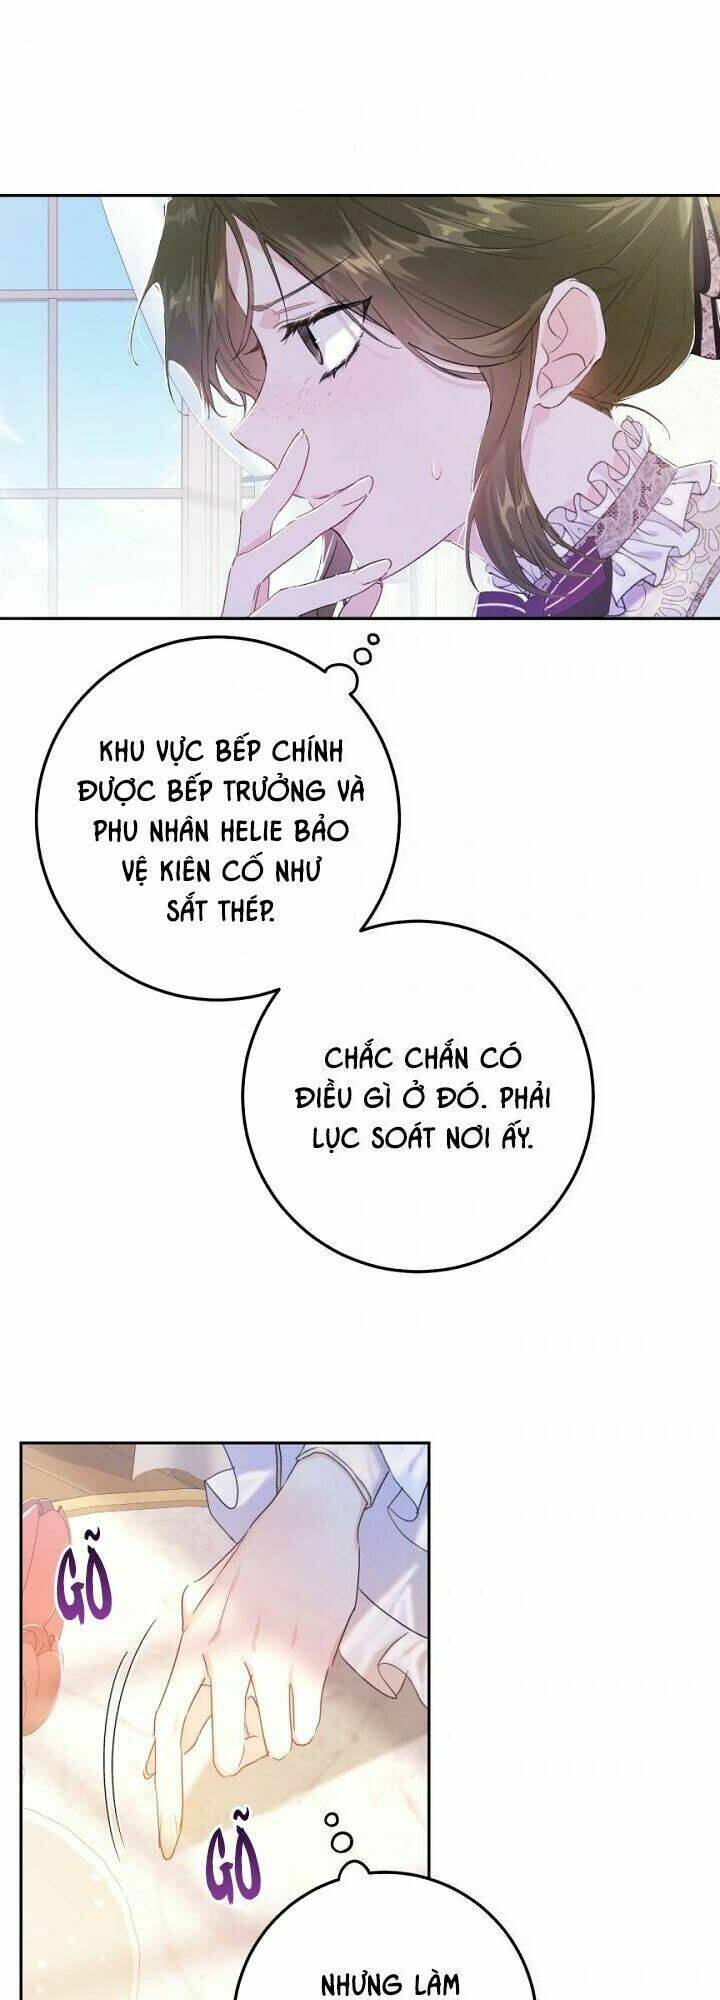 KHU VỰC BẾP CHÍNH
ĐƯỢC BẾP TRƯỞNG VÀ
PHU NHÂN HELIE BẢO
VỆ KIÊN CỐ NHƯ
SẮT THÉP.
CHẮC CHẮN CÓ
ĐIỀU GÌ Ở ĐÓ. PHẢI
LỤC SOÁT NƠI ẤY.
GÕ
GÕ
NHƯNG LÀM